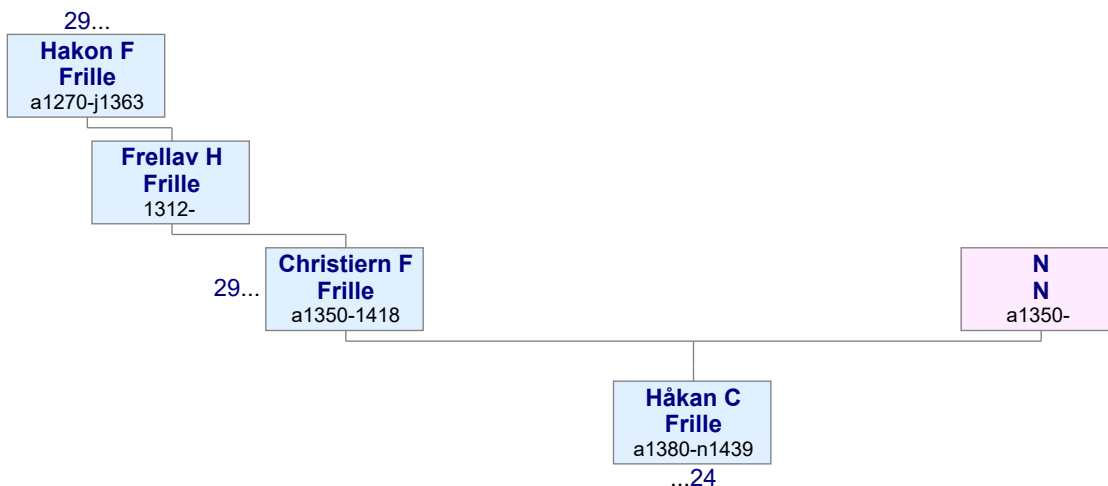 29...
Hakon F
Frille
a1270-j1363
Frellav H
Frille
1312-
29...
Christiern F
Frille
a1350-1418
N
N
a1350-
Håkan C
Frille
a1380-n1439
...24